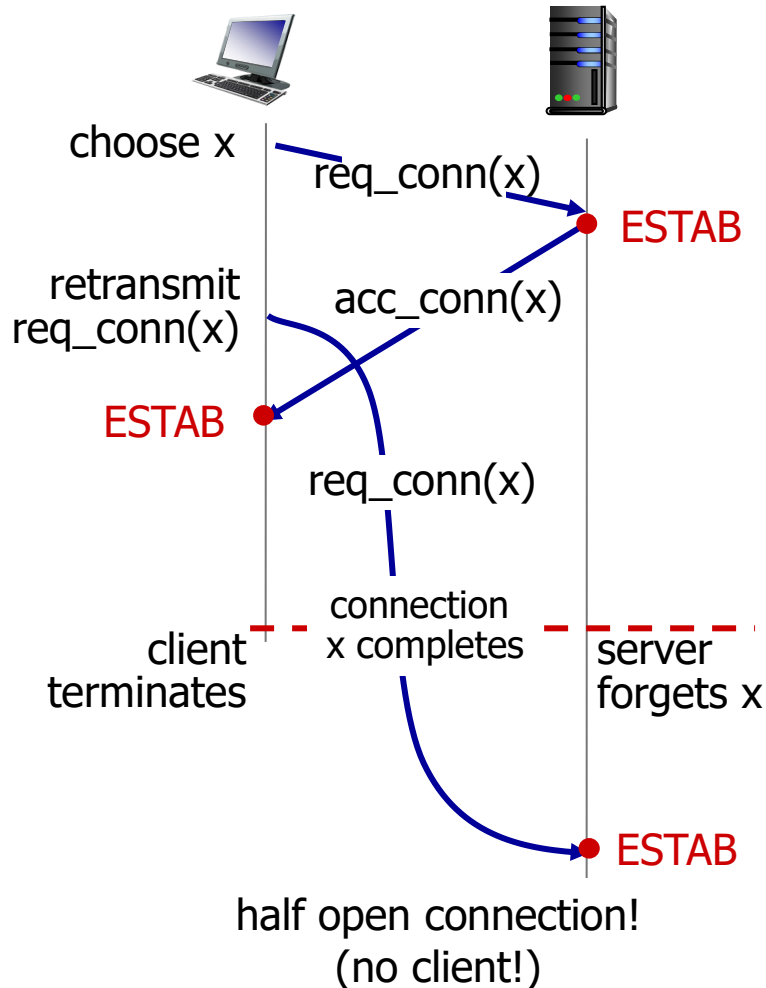 choose x
req_conn(x)
ESTAB
retransmit
req_conn(x)
acc_conn(x)
ESTAB
req_conn(x)
connection
x completes
client
terminates
server
forgets x
ESTAB
half open connection!
(no client!)